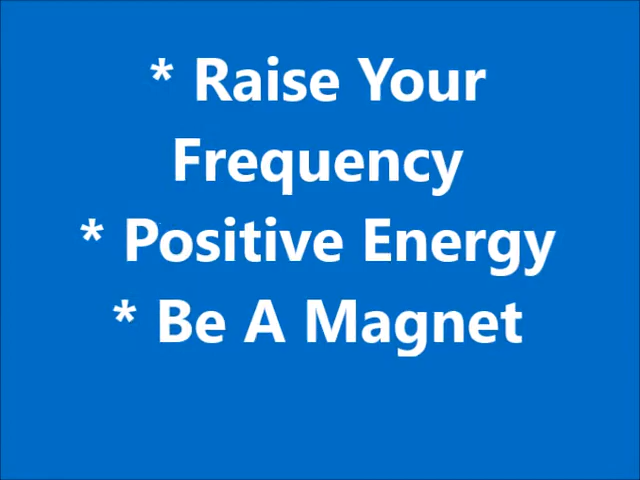 * Raise Your
Frequency
* Positive Energy
* Be A Magnet